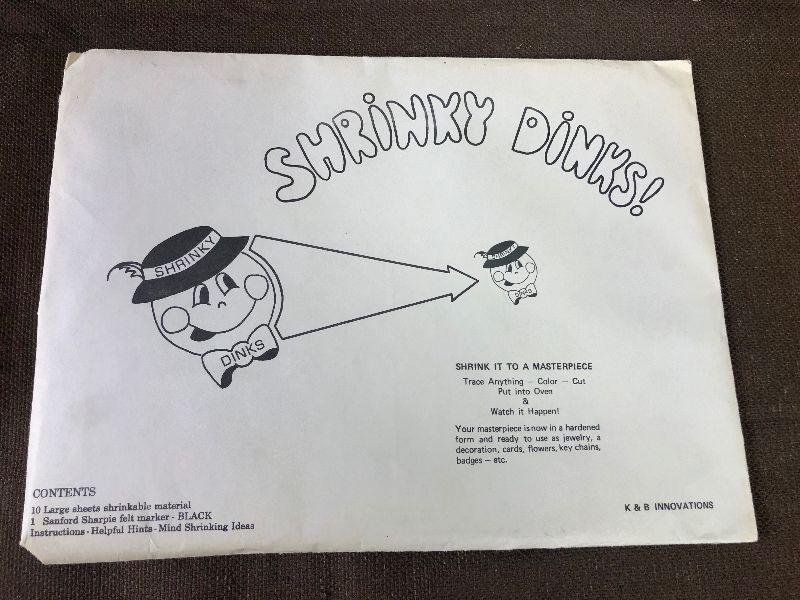 SHRINKY DINKS!
SHRINKY
DINKS
SHRINK IT TO A MASTERPIECE
Trace Anything — Color — Cut
Put into Oven
&
Watch it Happen!
Your masterpiece is now in a hardened
form and ready to use as jewelry, a
decoration, cards, flowers, key chains,
badges — etc.
CONTENTS
10 Large sheets shrinkable material
1 Sanford Sharpie felt marker - BLACK
Instructions - Helpful Hints - Mind Shrinking Ideas
K & B INNOVATIONS